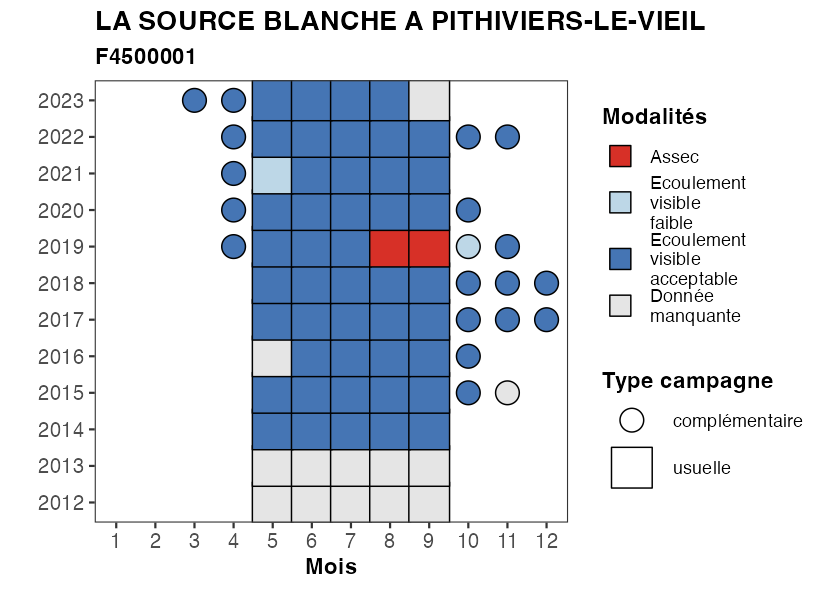 LA SOURCE BLANCHE A PITHIVIERS-LE-VIEIL
F4500001
2023
2022
2021
2020
2019
2018
2017
2016
2015
2014
2013
2012
1 2 3 4 5 6 7 8 9 10 11 12
Mois
Modalités
Assec
Ecoulement
visible
faible
Ecoulement
visible
acceptable
Donnée
manquante
Type campagne
complémentaire
usuelle